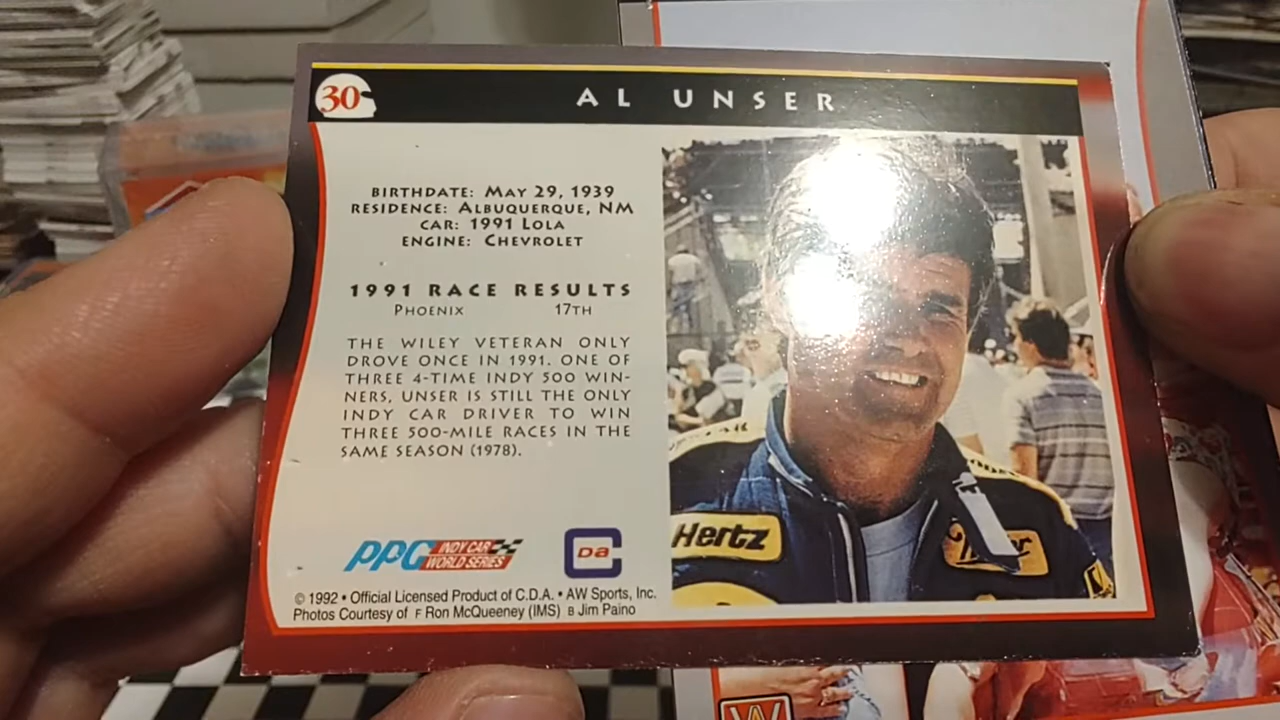 30
AL UNSER
BIRTHDATE: MAY 29, 1939
RESIDENCE: ALBUQUERQUE, NM
CAR: 1991 LOLA
ENGINE: CHEVROLET
1991 RACE RESULTS
PHOENIX 17TH
THE WILEY VETERAN ONLY
DROVE ONCE IN 1991. ONE OF
THREE 4-TIME INDY 500 WIN-
NERS, UNSER IS STILL THE ONLY
INDY CAR DRIVER TO WIN
THREE 500-MILE RACES IN THE
SAME SEASON (1978).
Hertz
PPG INDY CAR
WORLD SERIES
CDa
© 1992 • Official Licensed Product of C.D.A. • AW Sports, Inc.
Photos Courtesy of F Ron McQueeney (IMS) B Jim Paino